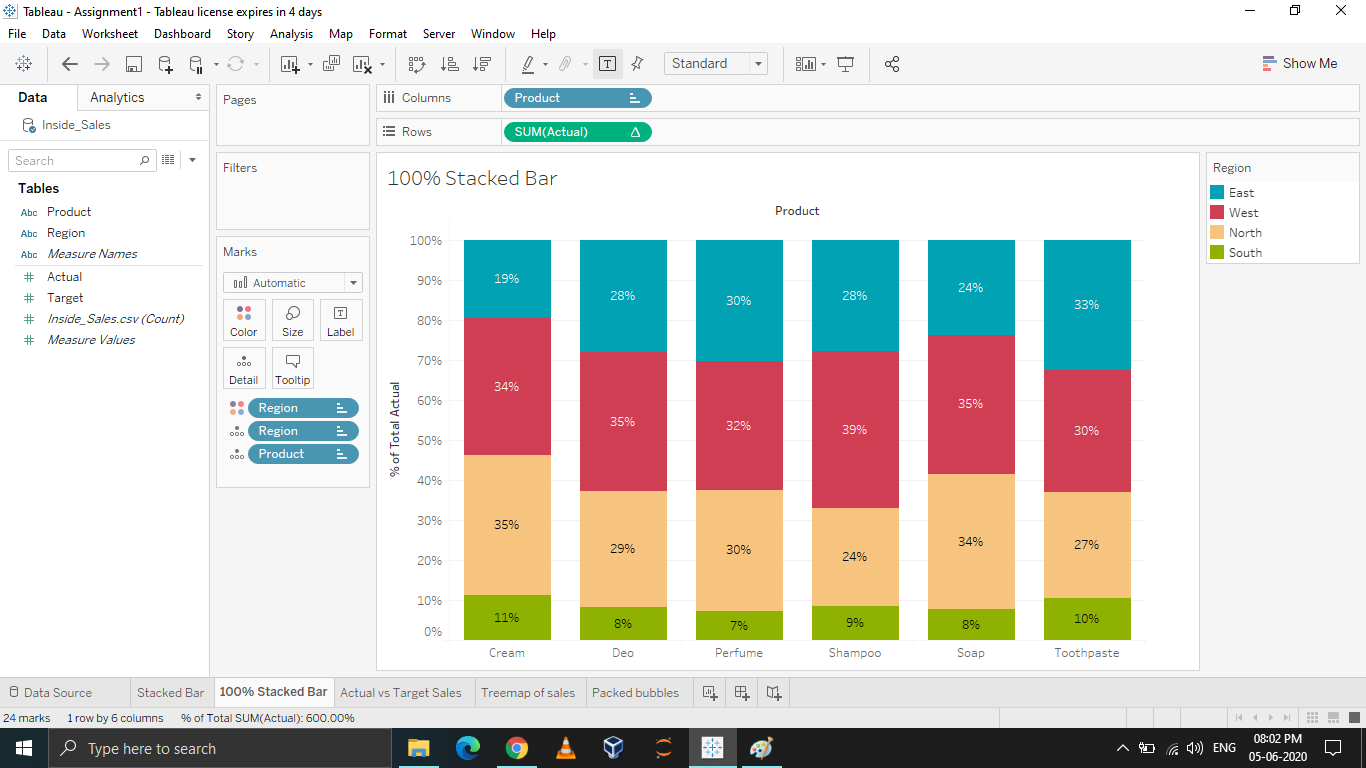 Tableau - Assignment1 - Tableau license expires in 4 days
File Data Worksheet Dashboard Story Analysis Map Format Server Window Help
Standard
Show Me
Data Analytics
Inside_Sales
Search
Tables
Abc Product
Abc Region
Abc Measure Names
# Actual
# Target
# Inside_Sales.csv (Count)
# Measure Values
Pages
Filters
Marks
Automatic
Color Size Label
Detail Tooltip
Region
Region
Product
Columns Product
Rows SUM(Actual)
100% Stacked Bar
Product
% of Total Actual
100%
90%
80%
70%
60%
50%
40%
30%
20%
10%
0%
19% 28% 30% 28% 24% 33%
34% 35% 32% 39% 35% 30%
35% 29% 30% 24% 34% 27%
11% 8% 7% 9% 8% 10%
Cream Deo Perfume Shampoo Soap Toothpaste
Region
East
West
North
South
Data Source Stacked Bar 100% Stacked Bar Actual vs Target Sales Treemap of sales Packed bubbles
24 marks 1 row by 6 columns % of Total SUM(Actual): 600.00%
Type here to search
ENG
08:02 PM
05-06-2020